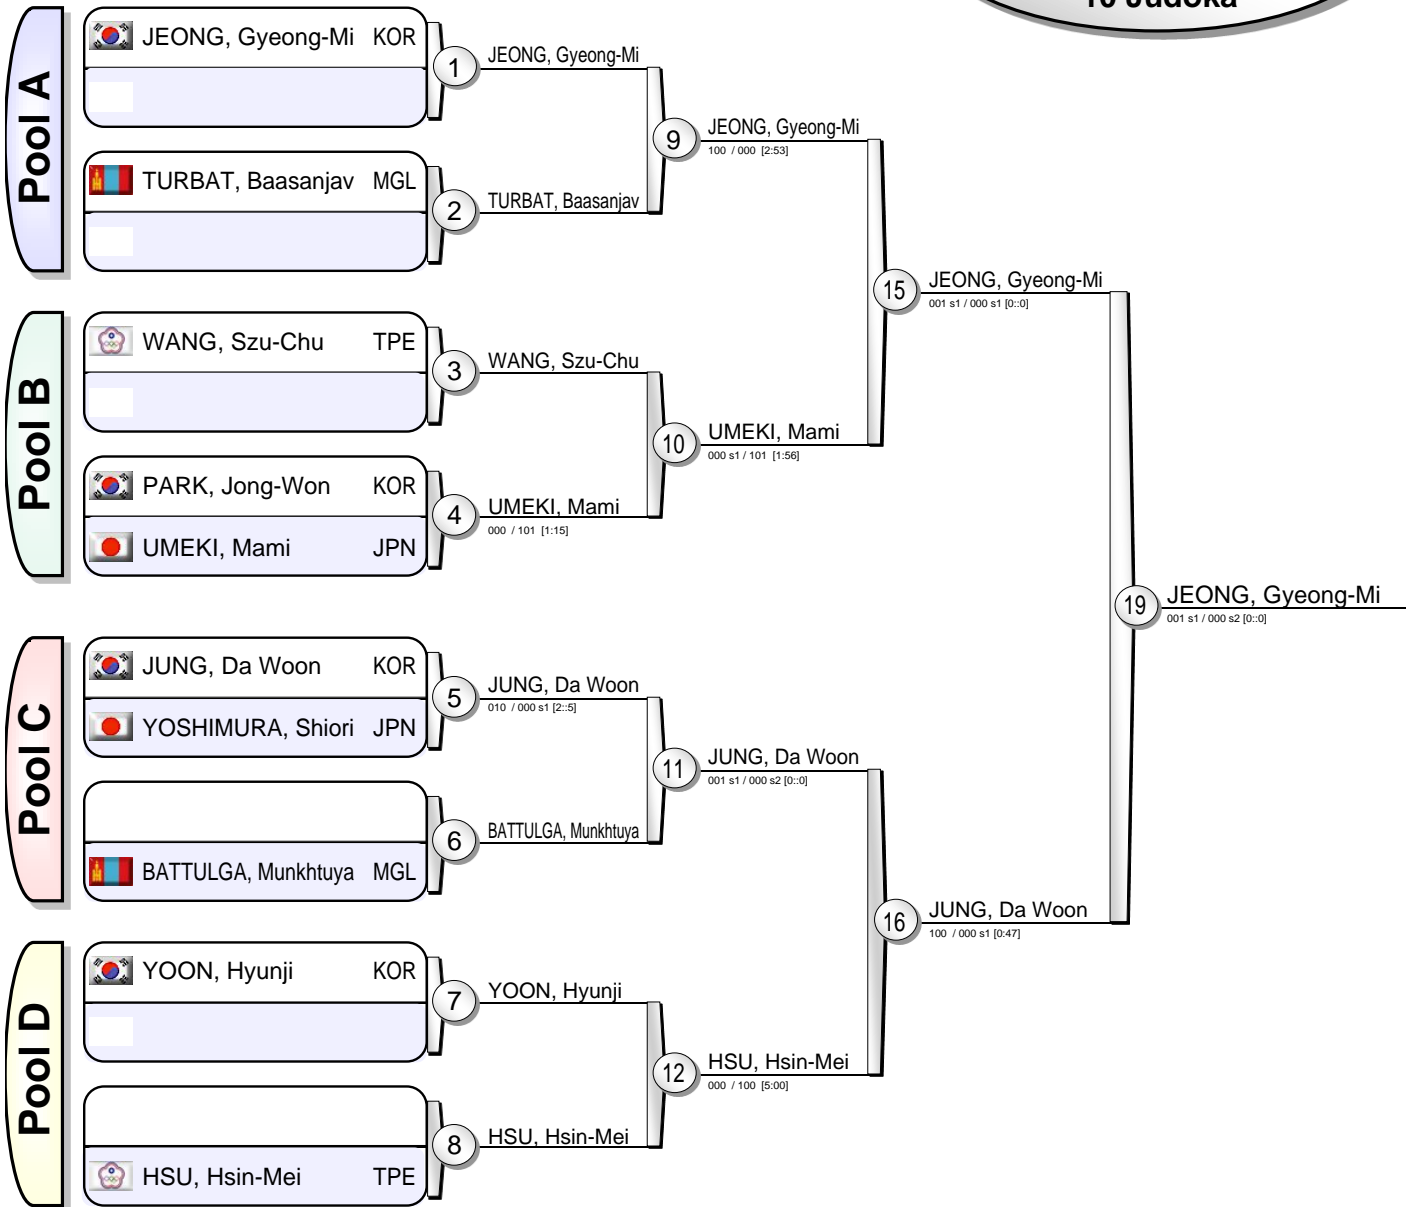 10 Judoka
Pool A
JEONG, Gyeong-Mi KOR
1
JEONG, Gyeong-Mi
TURBAT, Baasanjav MGL
2
TURBAT, Baasanjav
9
JEONG, Gyeong-Mi
100 / 000 [2:53]
Pool B
WANG, Szu-Chu TPE
3
WANG, Szu-Chu
PARK, Jong-Won KOR
UMEKI, Mami JPN
4
UMEKI, Mami
000 / 101 [1:15]
10
UMEKI, Mami
000 s1 / 101 [1:56]
15
JEONG, Gyeong-Mi
001 s1 / 000 s1 [0::0]
Pool C
JUNG, Da Woon KOR
YOSHIMURA, Shiori JPN
5
JUNG, Da Woon
010 / 000 s1 [2::5]
BATTULGA, Munkhtuya MGL
6
BATTULGA, Munkhtuya
11
JUNG, Da Woon
001 s1 / 000 s2 [0::0]
Pool D
YOON, Hyunji KOR
7
YOON, Hyunji
HSU, Hsin-Mei TPE
8
HSU, Hsin-Mei
12
HSU, Hsin-Mei
000 / 100 [5:00]
16
JUNG, Da Woon
100 / 000 s1 [0:47]
19
JEONG, Gyeong-Mi
001 s1 / 000 s2 [0::0]